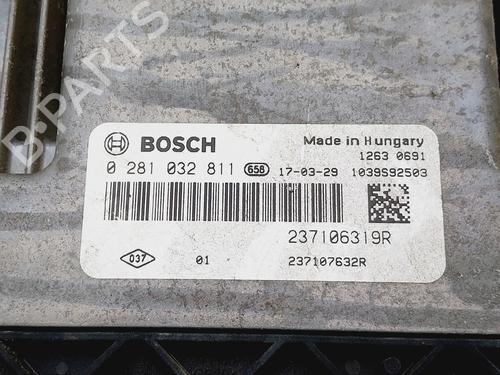 B-PARTS
BOSCH
Made in Hungary
1263 0691
0 281 032 811 658 17-03-29 1039S92503
237106319R
037 01 237107632R